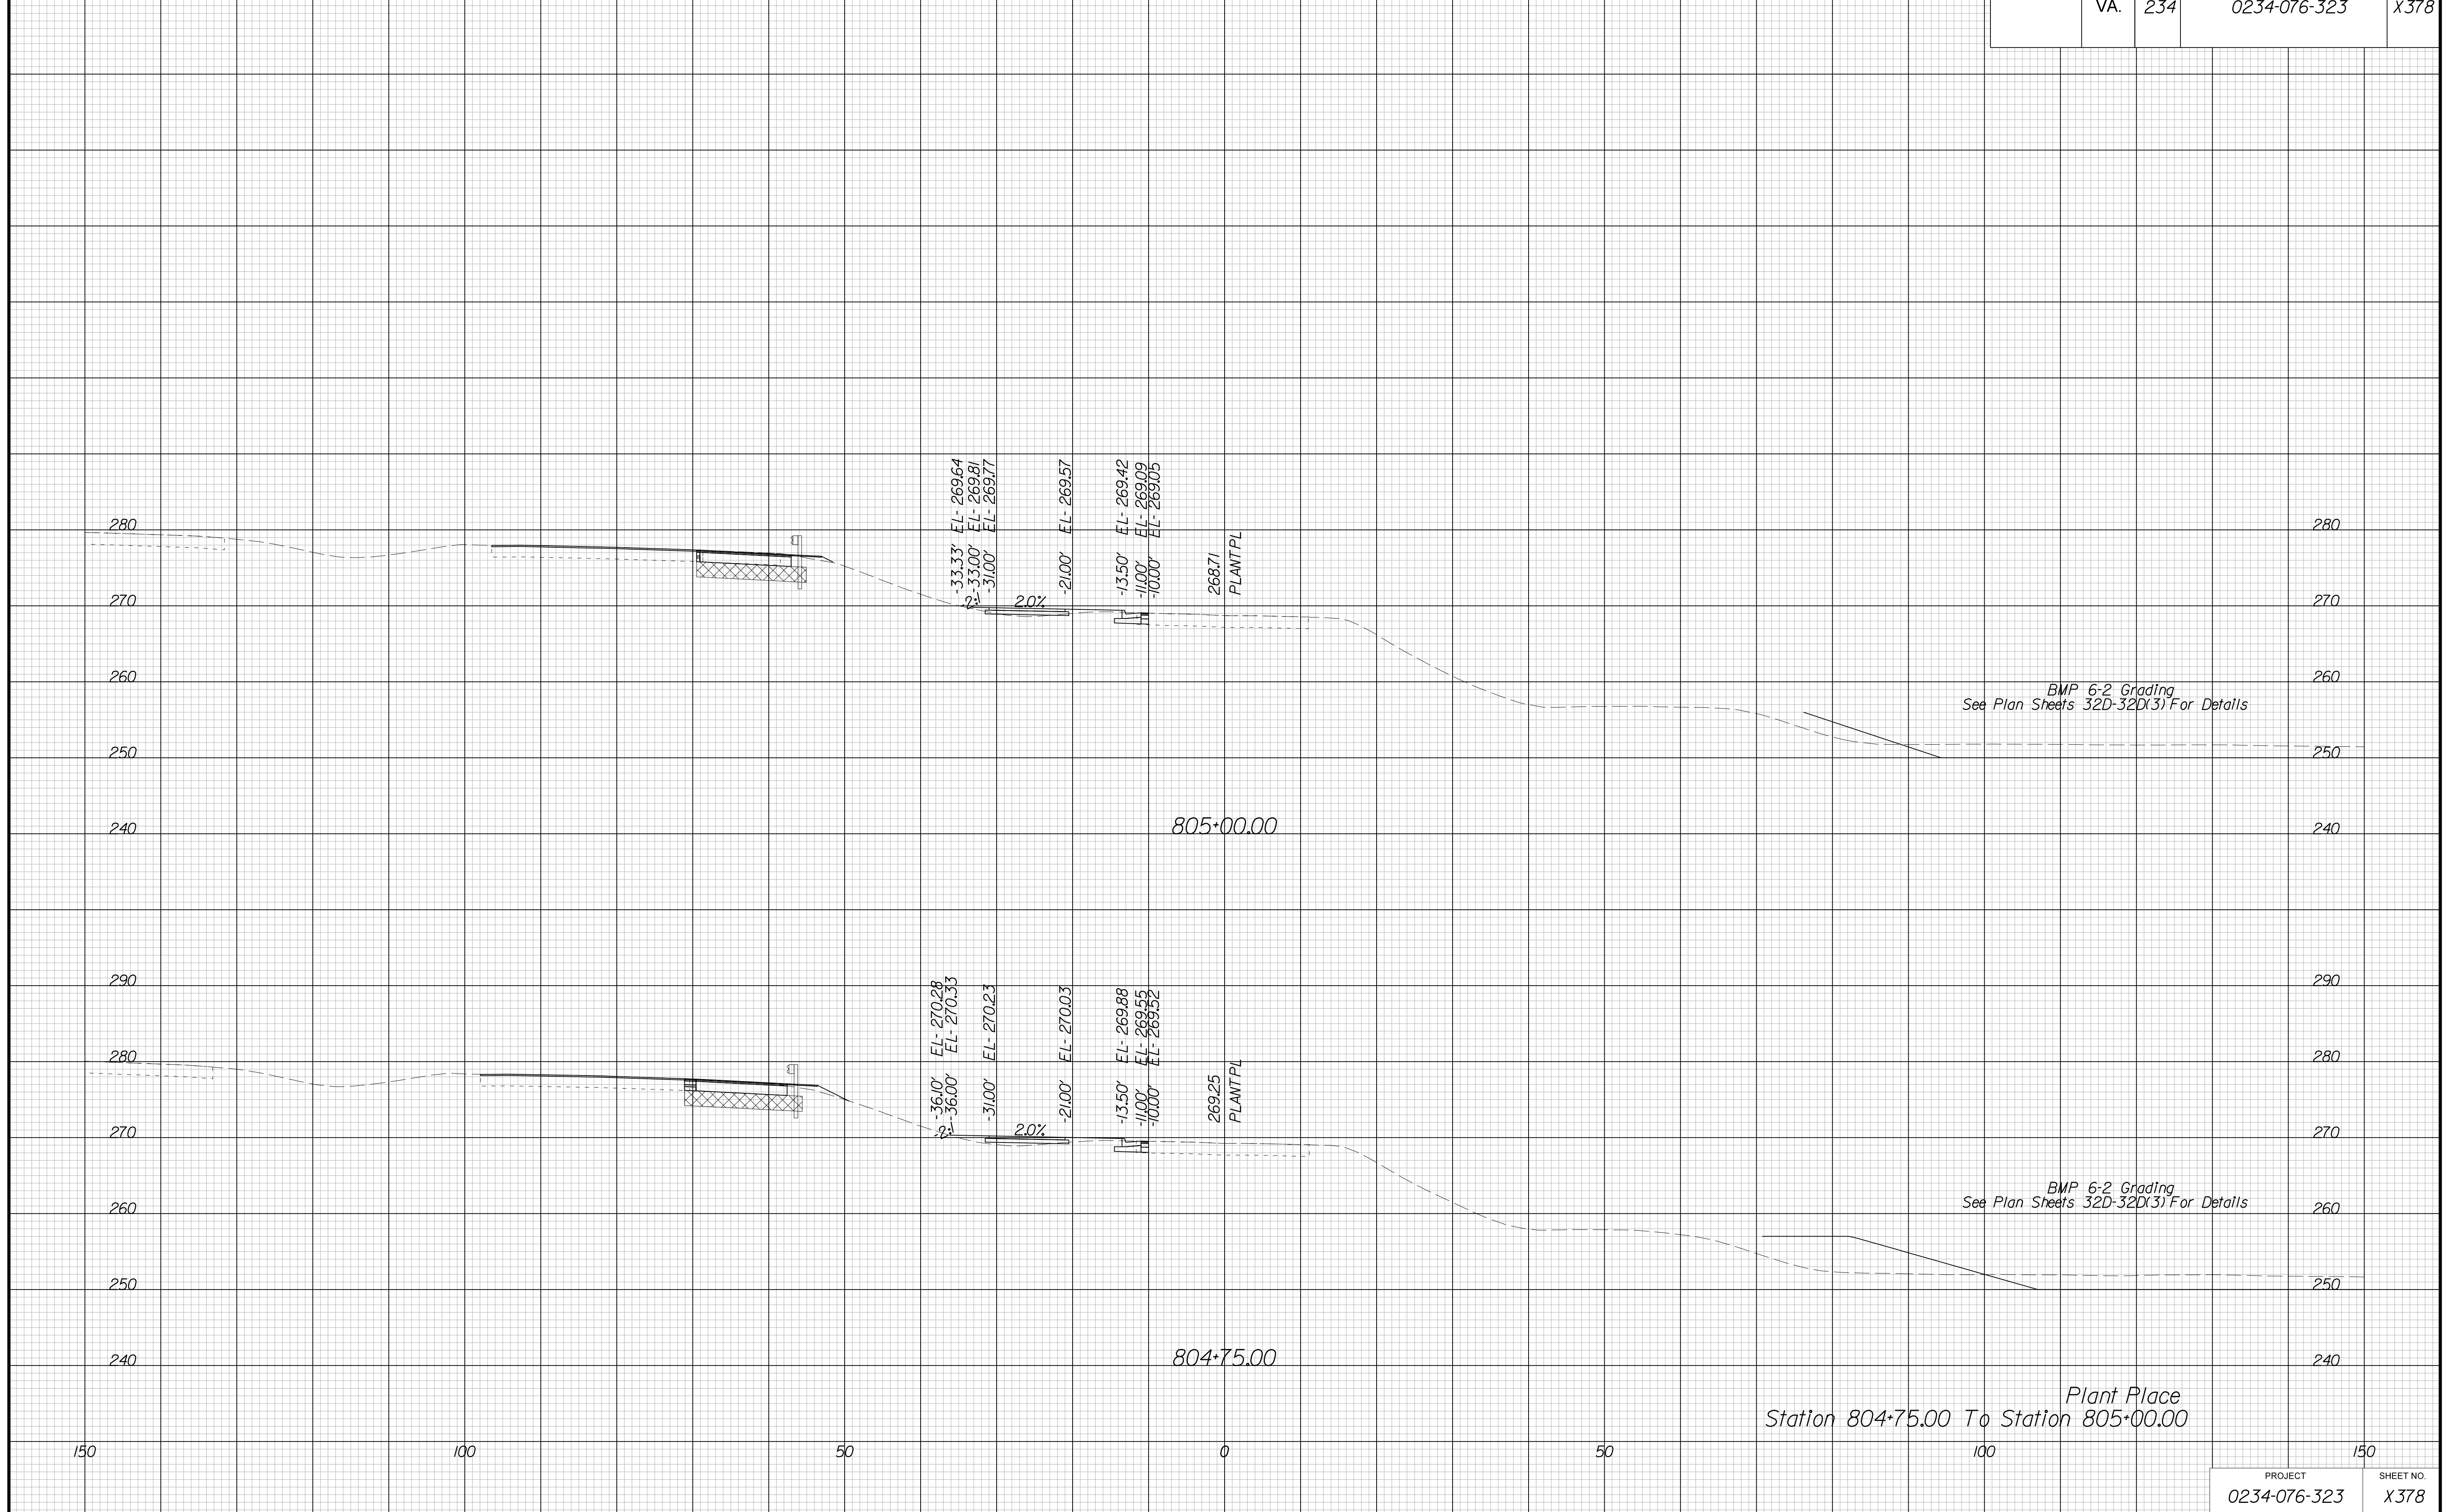 VA. 234 0234-076-323 X378
-33.33' EL- 269.64
-33.00' EL- 269.81
-31.00' EL- 269.77
-21.00' EL- 269.57
-13.50' EL- 269.42
-11.00' EL- 269.09
-10.00' EL- 269.05
268.71
PLANTPL
280 280
-2:1 2.0%
270 270
260 260
BMP 6-2 Grading
See Plan Sheets 32D-32D(3) For Details
250 250
805+00.00
240 240
-36.10' EL- 270.28
-36.00' EL- 270.33
-31.00' EL- 270.23
-21.00' EL- 270.03
-13.50' EL- 269.88
-11.00' EL- 269.55
-10.00' EL- 269.52
269.25
PLANTPL
290 290
280 280
-2:1 2.0%
270 270
BMP 6-2 Grading
See Plan Sheets 32D-32D(3) For Details
260 260
250 250
804+75.00
240 240
Plant Place
Station 804+75.00 To Station 805+00.00
150 100 50 0 50 100 150
PROJECT SHEET NO.
0234-076-323 X378